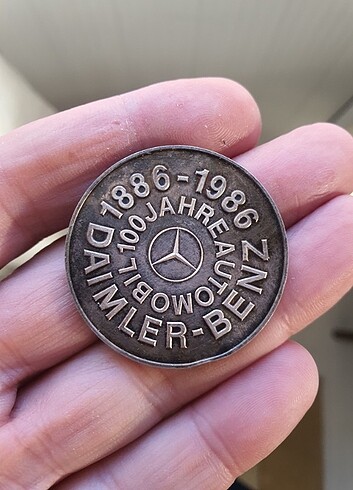 1886-1986
DAIMLER-BENZ
100 JAHRE AUTOMOBIL